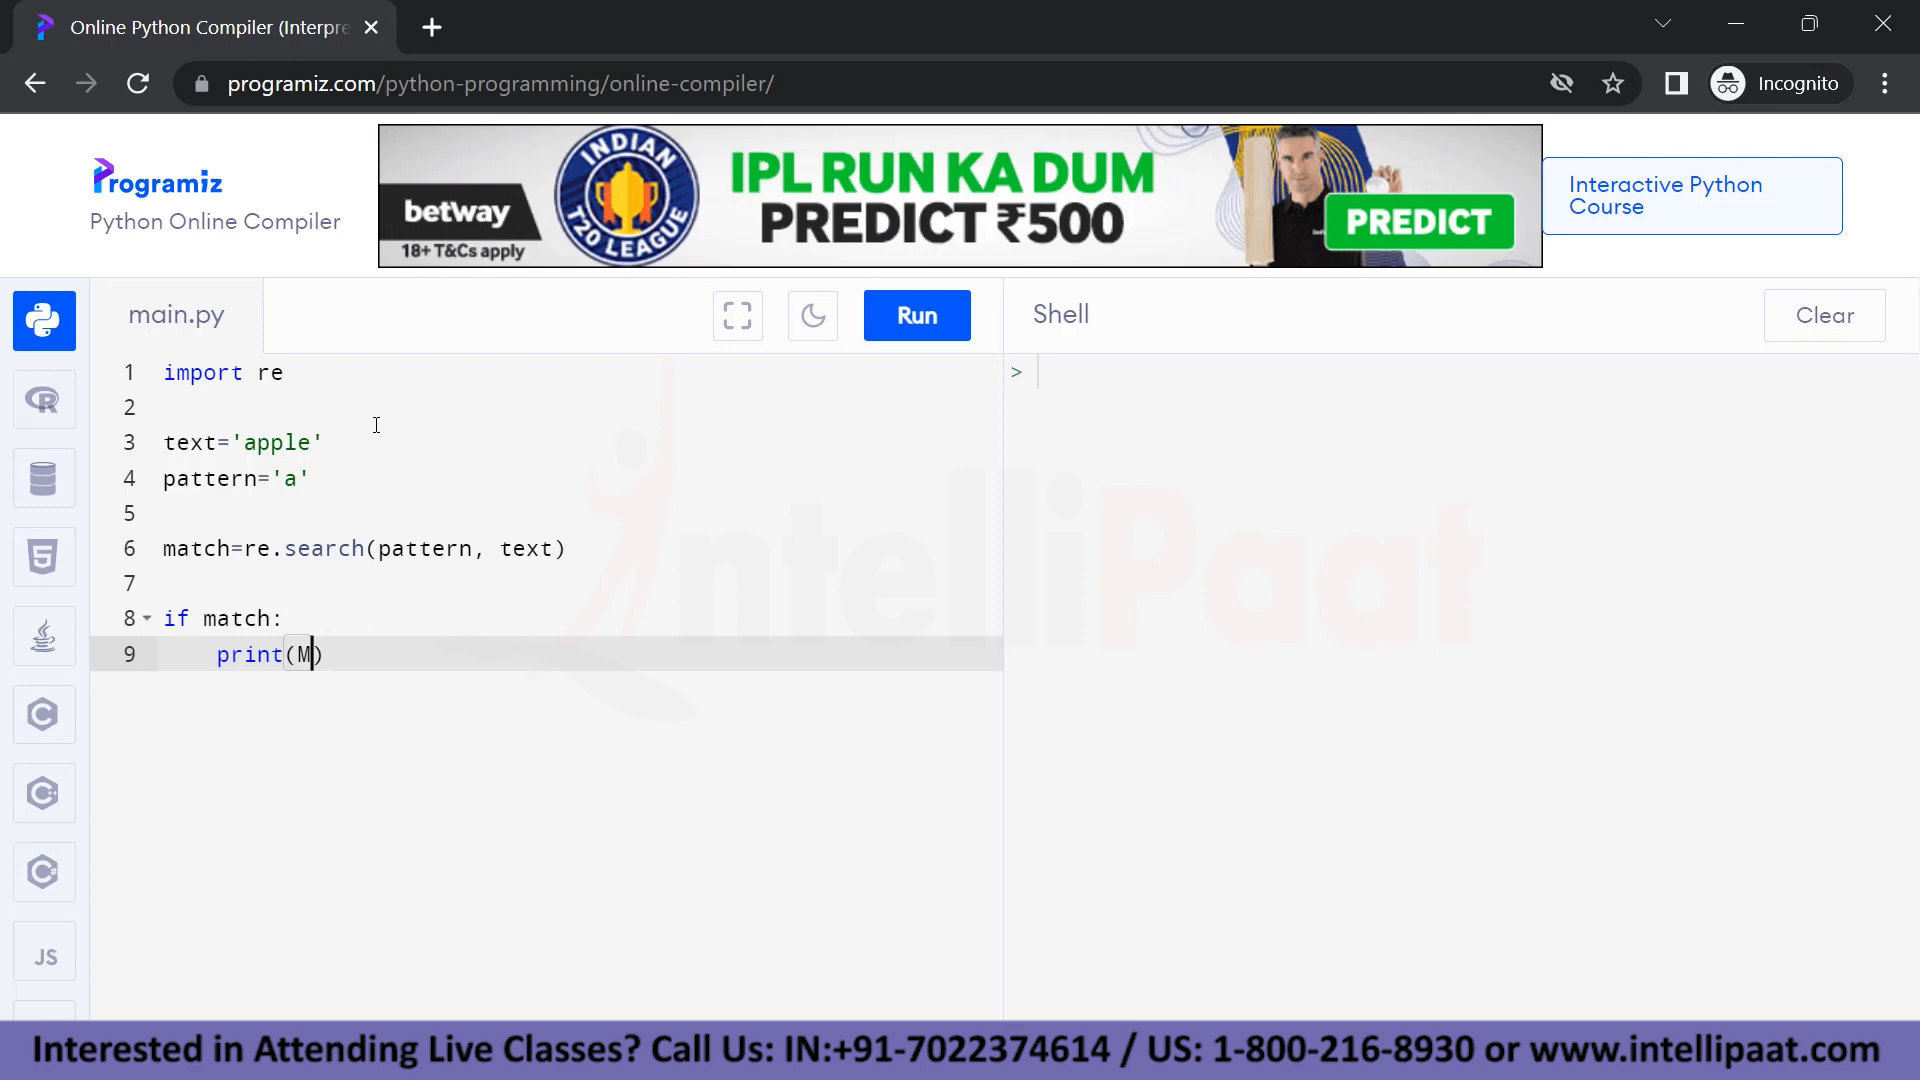 Online Python Compiler (Interpre
programiz.com/python-programming/online-compiler/
Incognito
Programiz
Python Online Compiler
betway
18+ T&Cs apply
INDIAN
T20 LEAGUE
IPL RUN KA DUM
PREDICT ₹500
PREDICT
Interactive Python
Course
main.py
Run
Shell
Clear
1 import re
2
3 text='apple'
4 pattern='a'
5
6 match=re.search(pattern, text)
7
8 if match:
9     print(M)
>
IntelliPaat
JS
Interested in Attending Live Classes? Call Us: IN:+91-7022374614 / US: 1-800-216-8930 or www.intellipaat.com